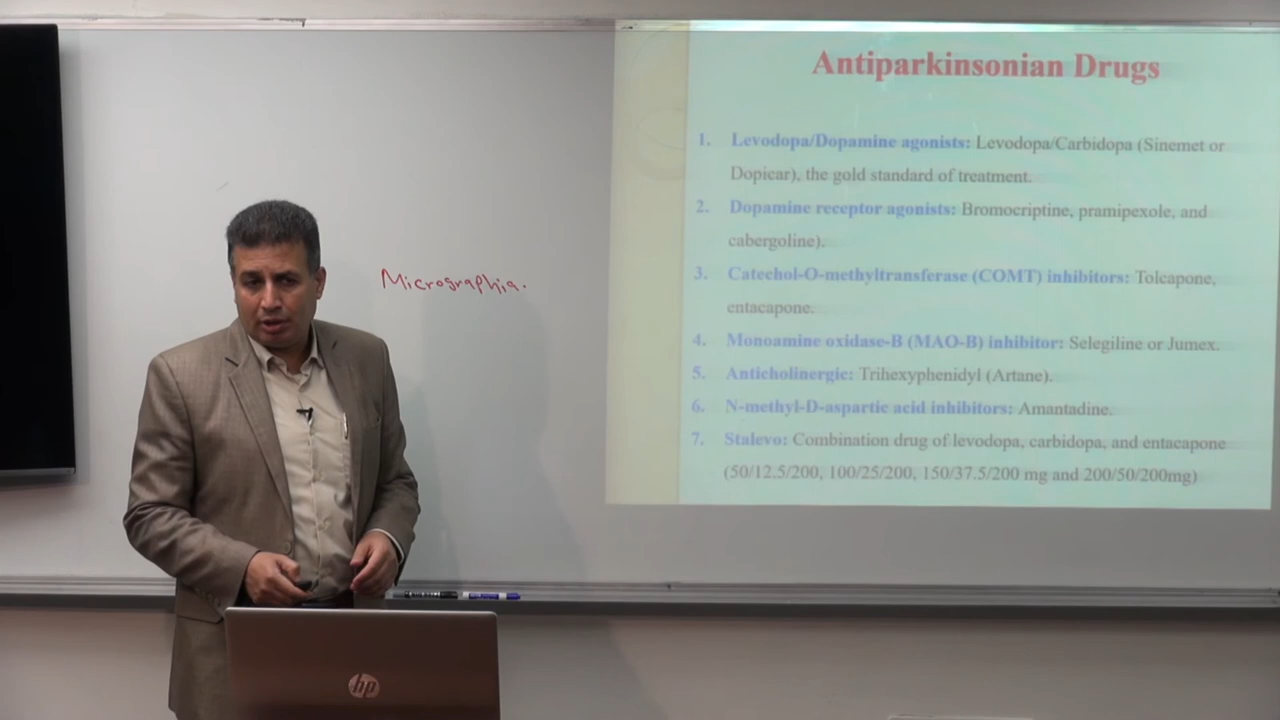 Antiparkinsonian Drugs
1. Levodopa/Dopamine agonists: Levodopa/Carbidopa (Sinemet or
Dopicar), the gold standard of treatment.
2. Dopamine receptor agonists: Bromocriptine, pramipexole, and
cabergoline).
3. Catechol-O-methyltransferase (COMT) inhibitors: Tolcapone,
entacapone.
4. Monoamine oxidase-B (MAO-B) inhibitor: Selegiline or Jumex.
5. Anticholinergic: Trihexyphenidyl (Artane).
6. N-methyl-D-aspartic acid inhibitors: Amantadine.
7. Stalevo: Combination drug of levodopa, carbidopa, and entacapone
(50/12.5/200, 100/25/200, 150/37.5/200 mg and 200/50/200mg)
Micrographia.
hp